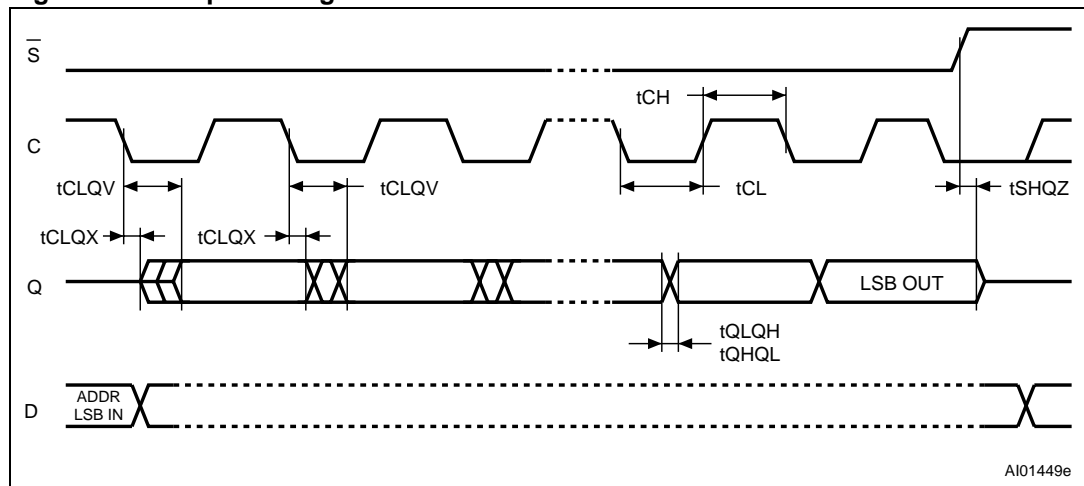 S
tCH
C
tCLQV
tCLQV
tCL
tSHQZ
tCLQX
tCLQX
Q
LSB OUT
tQLQH
tQHQL
ADDR
LSB IN
D
AI01449e